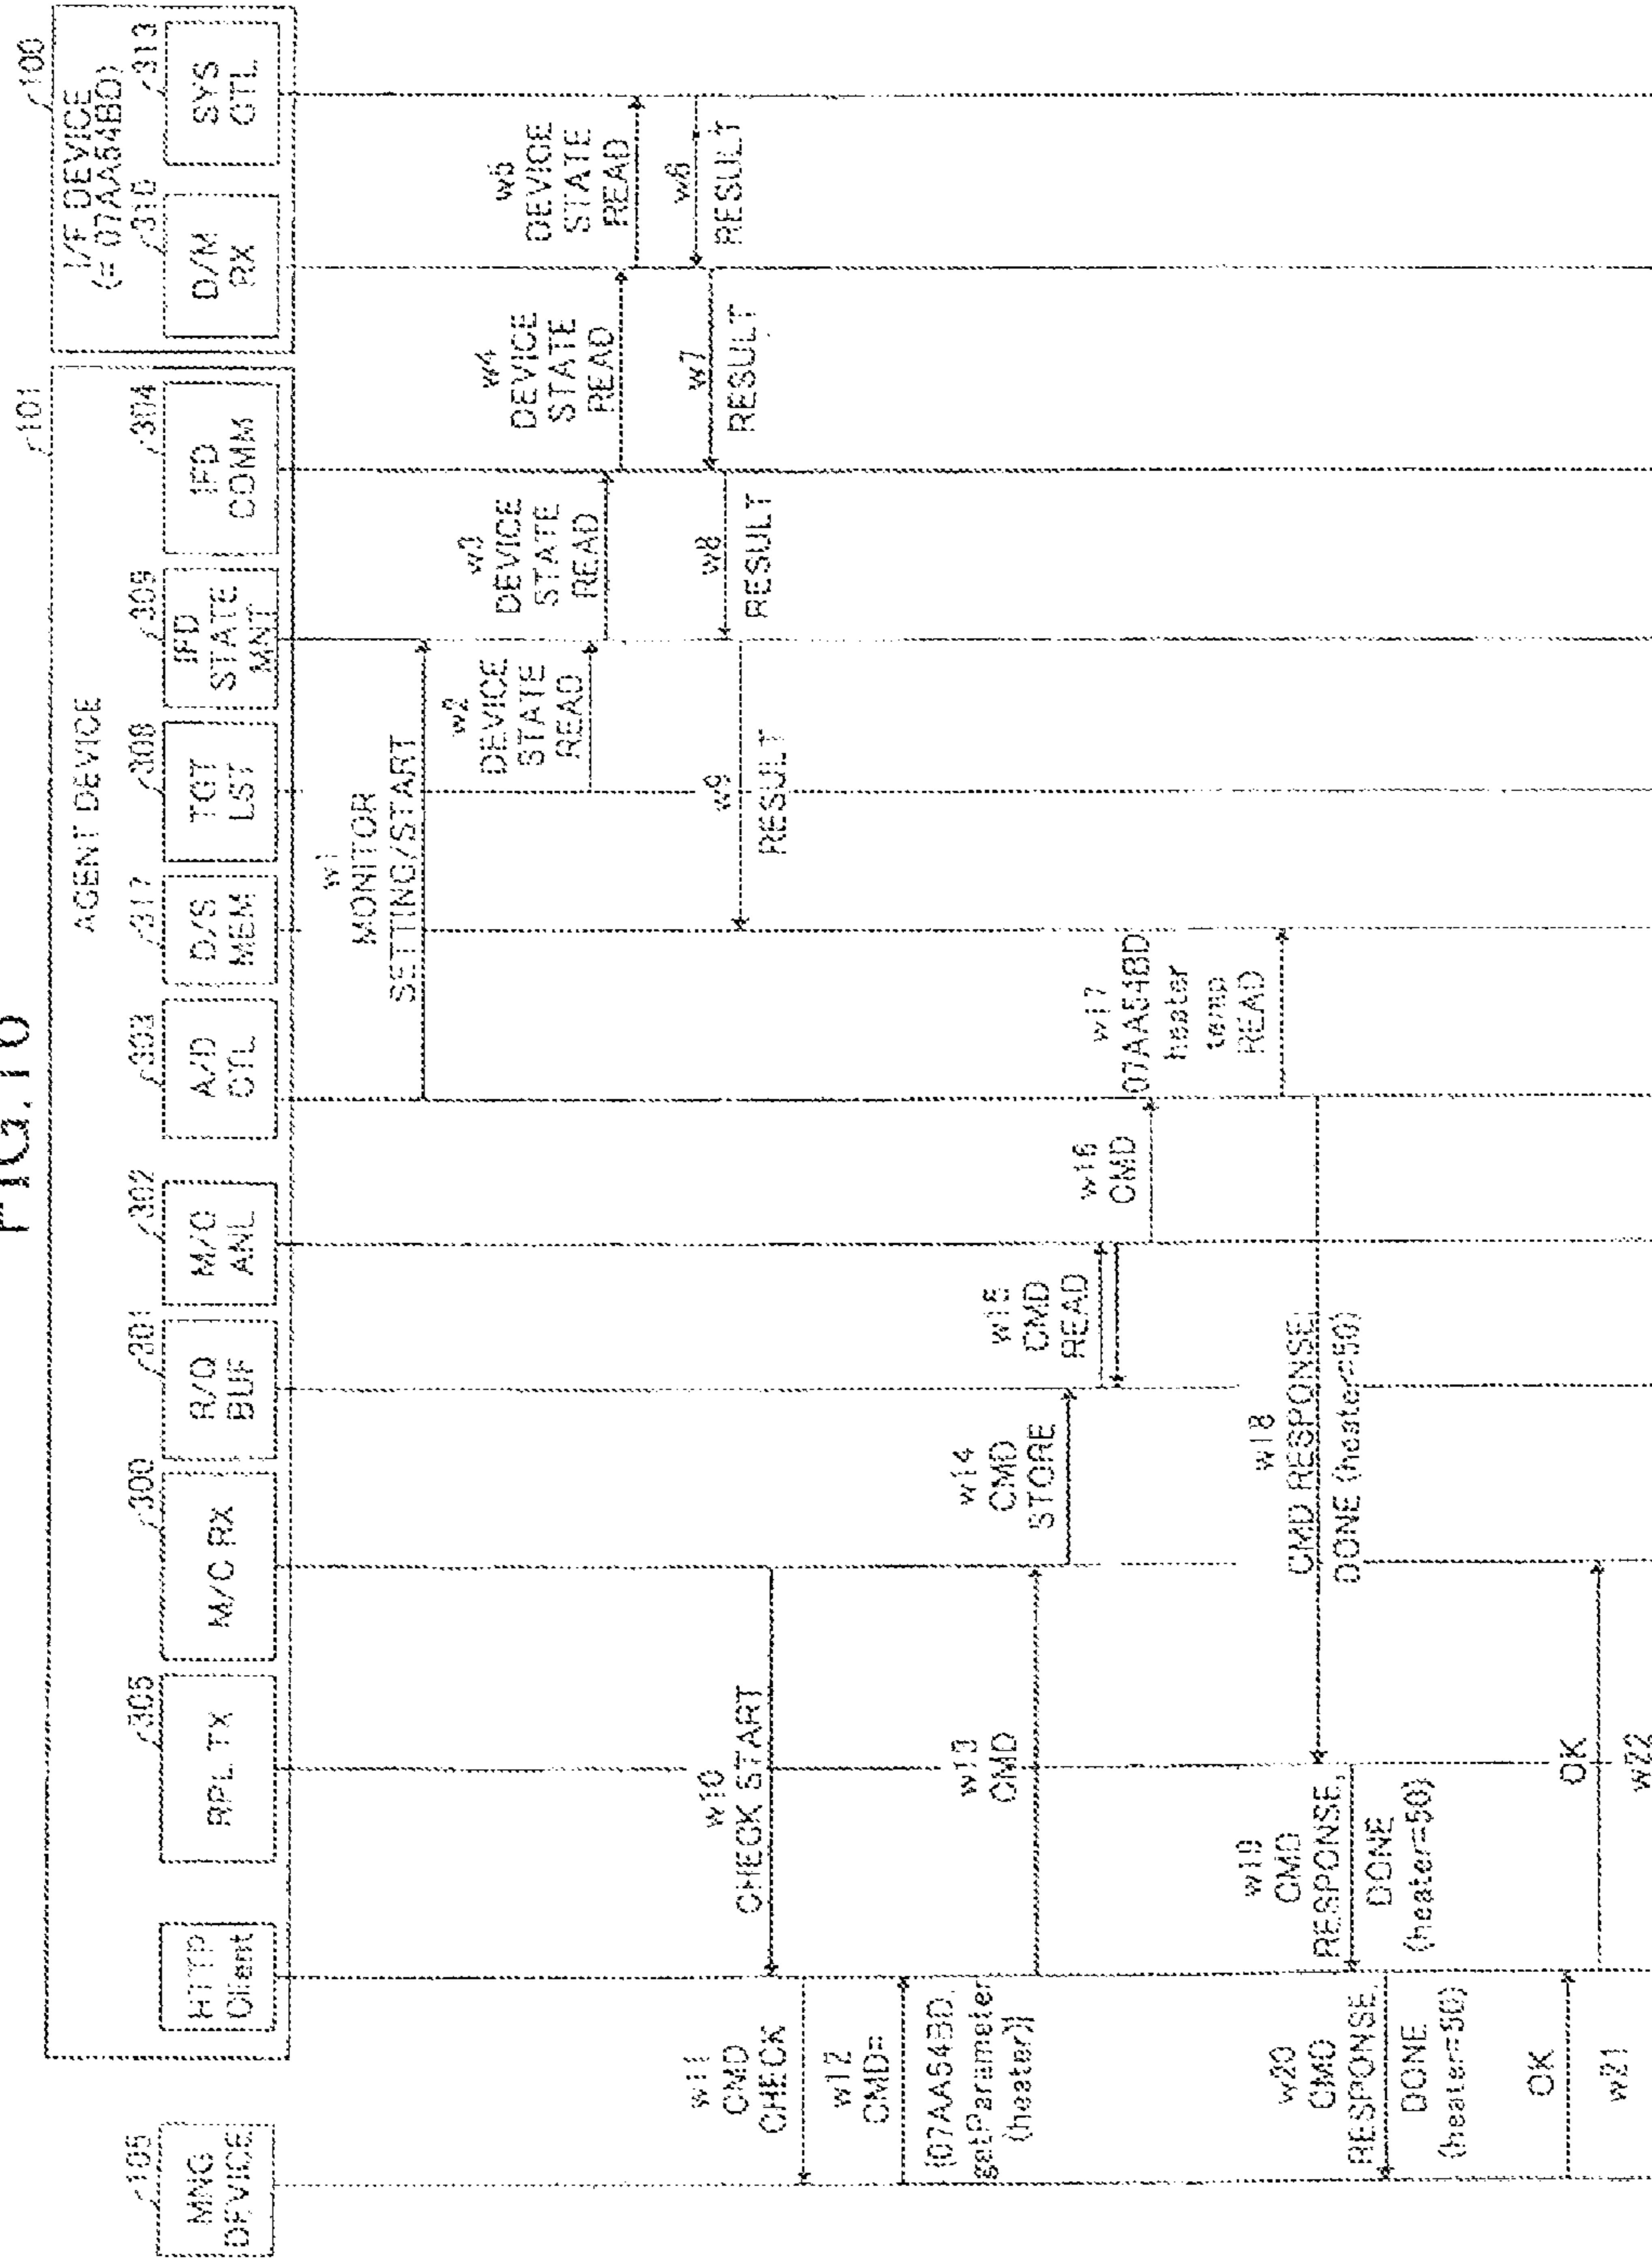 FIG. 10
105
MNG
DEVICE
101
AGENT DEVICE
HTTP
Client
305
RPL TX
300
M/C RX
301
R/Q
BUF
302
M/C
ANL
303
A/D
CTL
317
D/S
MEM
308
TGT
LST
309
IFD
STATE
MNT
304
IFD
COMM
100
I/F DEVICE
(= 07AA54BD)
310
D/M
RX
313
SYS
CTL
w1
MONITOR
SETTING/START
w2
DEVICE
STATE
READ
w3
DEVICE
STATE
READ
w4
DEVICE
STATE
READ
w5
DEVICE
STATE
READ
w6
RESULT
w7
RESULT
w8
RESULT
w9
RESULT
w10
CHECK START
w11
CMD
CHECK
w12
CMD=
{07AA54BD,
getParameter
(heater)}
w13
CMD
w14
CMD
STORE
w15
CMD
READ
w16
CMD
w17
07AA54BD
heater
temp
READ
w18
CMD RESPONSE,
DONE (heater=50)
w19
CMD
RESPONSE,
DONE
(heater=50)
w20
CMD
RESPONSE,
DONE
(heater=50)
OK
w21
OK
w22